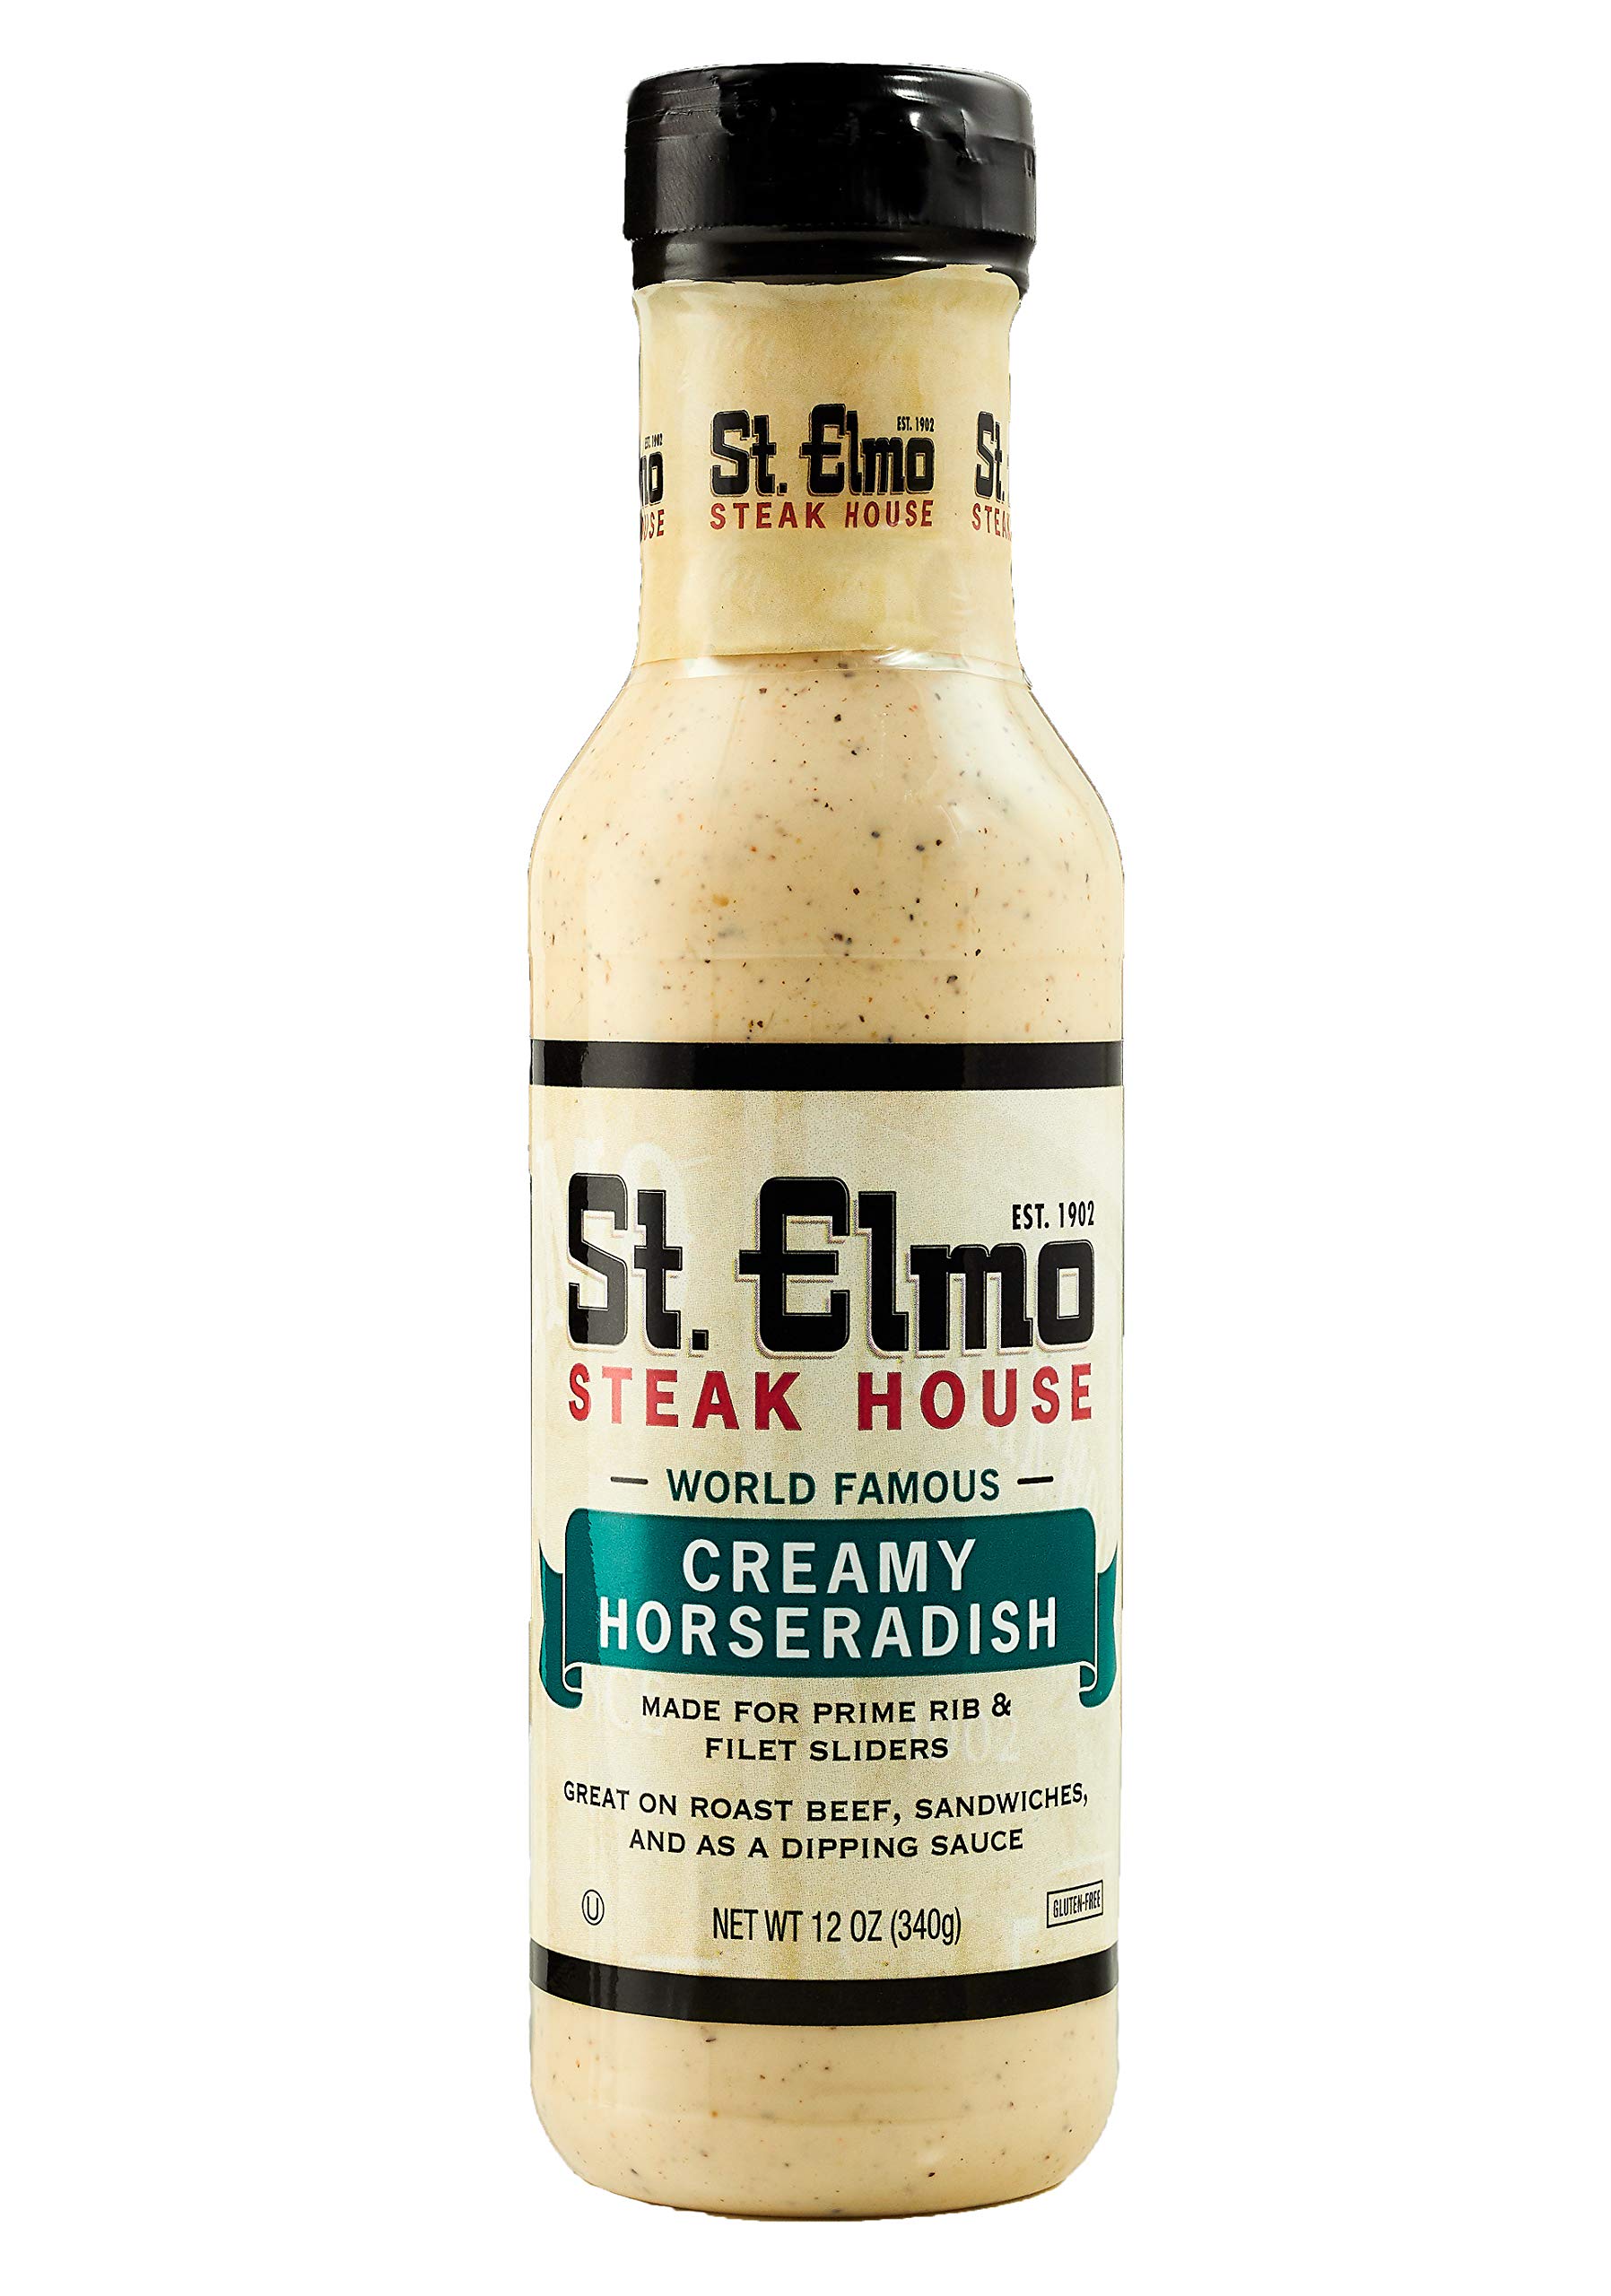 EST. 1902
St. Elmo
STEAK HOUSE
EST. 1902
St. Elmo
STEAK HOUSE
WORLD FAMOUS
CREAMY
HORSERADISH
MADE FOR PRIME RIB &
FILET SLIDERS
GREAT ON ROAST BEEF, SANDWICHES,
AND AS A DIPPING SAUCE
U
NET WT 12 OZ (340g)
GLUTEN-FREE